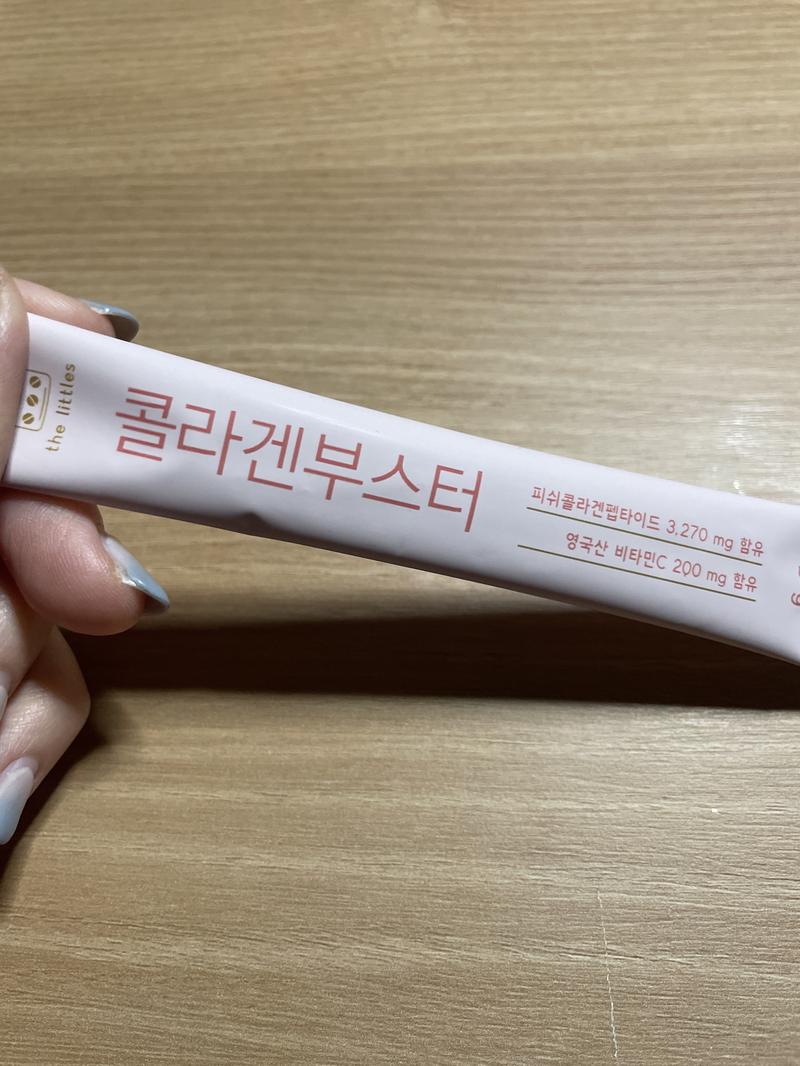 the littles
콜라겐부스터
피쉬콜라겐펩타이드 3,270 mg 함유
영국산 비타민C 200 mg 함유